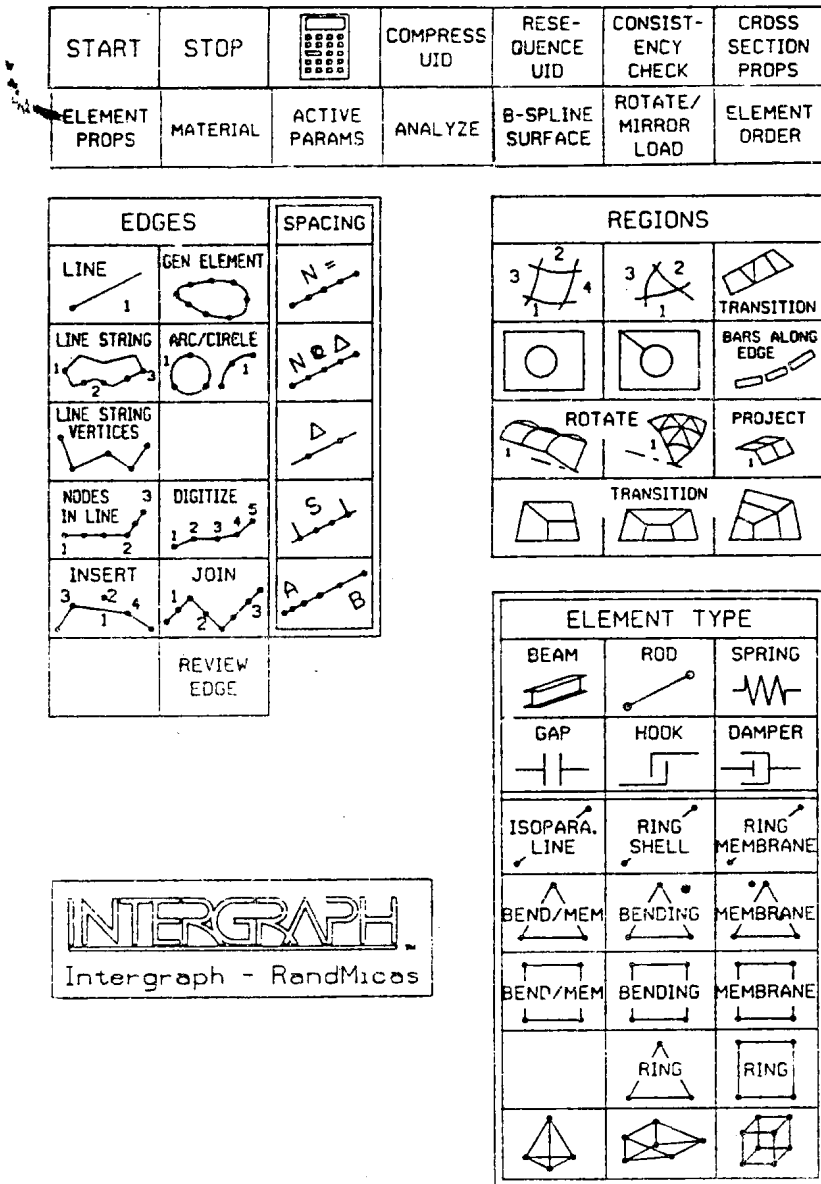 START
STOP
COMPRESS
UID
RESE-
QUENCE
UID
CONSIST-
ENCY
CHECK
CROSS
SECTION
PROPS
ELEMENT
PROPS
MATERIAL
ACTIVE
PARAMS
ANALYZE
B-SPLINE
SURFACE
ROTATE/
MIRROR
LOAD
ELEMENT
ORDER
EDGES
LINE
1
GEN ELEMENT
LINE STRING
1 2 3
ARC/CIRCLE
1 1
LINE STRING
VERTICES
NODES 3
IN LINE
1 2
DIGITIZE
1 2 3 4 5
INSERT
3 2 4
1
JOIN
1 2 3
REVIEW
EDGE
SPACING
N =
N @ Δ
Δ
S
A B
REGIONS
2
3 4
1
3 2
1
TRANSITION
BARS ALONG
EDGE
ROTATE
1 1
PROJECT
1
TRANSITION
ELEMENT TYPE
BEAM
ROD
SPRING
GAP
HOOK
DAMPER
ISOPARA.
LINE
RING
SHELL
RING
MEMBRANE
BEND/MEM
BENDING
MEMBRANE
BEND/MEM
BENDING
MEMBRANE
RING
RING
INTERGRAPH
Intergraph - RandMicas